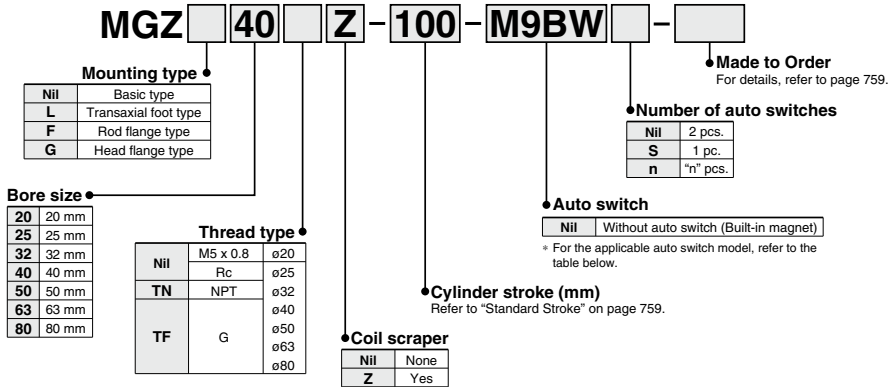 MGZ 40 Z - 100 - M9BW -
Mounting type
Nil Basic type
L Transaxial foot type
F Rod flange type
G Head flange type
Bore size
20 20 mm
25 25 mm
32 32 mm
40 40 mm
50 50 mm
63 63 mm
80 80 mm
Thread type
Nil M5 x 0.8 ø20
Rc ø25
TN NPT ø32
TF G ø40
ø50
ø63
ø80
Coil scraper
Nil None
Z Yes
Cylinder stroke (mm)
Refer to “Standard Stroke” on page 759.
Auto switch
Nil Without auto switch (Built-in magnet)
∗ For the applicable auto switch model, refer to the
table below.
Number of auto switches
Nil 2 pcs.
S 1 pc.
n “n” pcs.
Made to Order
For details, refer to page 759.